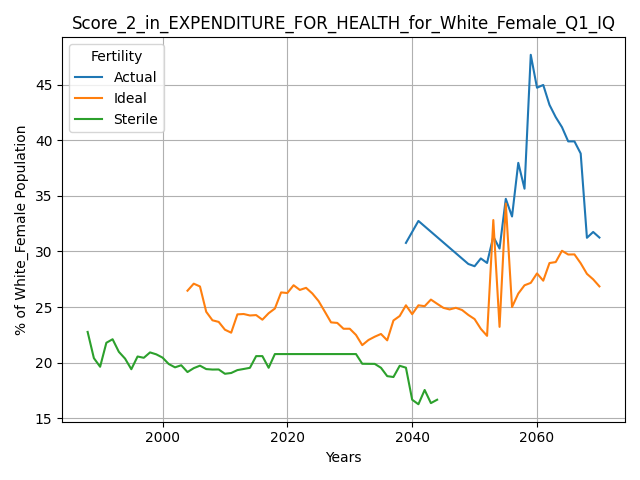 Score_2_in_EXPENDITURE_FOR_HEALTH_for_White_Female_Q1_IQ
Fertility
Actual
Ideal
Sterile
% of White_Female Population
45
40
35
30
25
20
15
2000
2020
2040
2060
Years